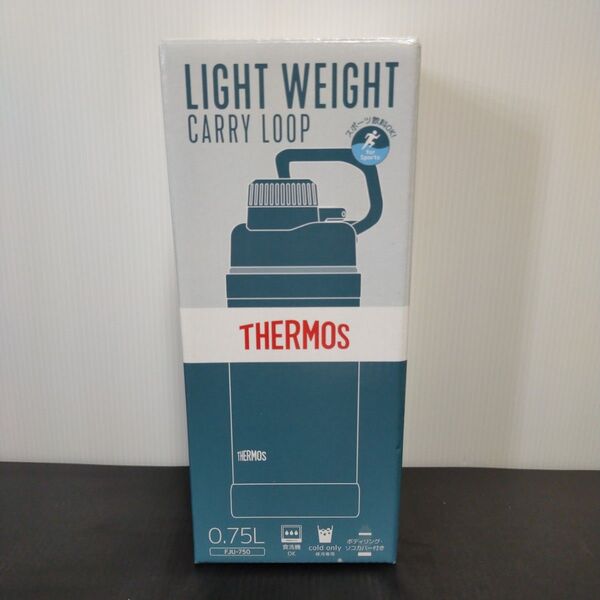 LIGHT WEIGHT
CARRY LOOP
スポーツ飲料OK!
for
Sports
THERMOS
THERMOS
0.75L
FJU-750
食洗機
OK
cold only
保冷専用
ボディリング・
ソコカバー付き